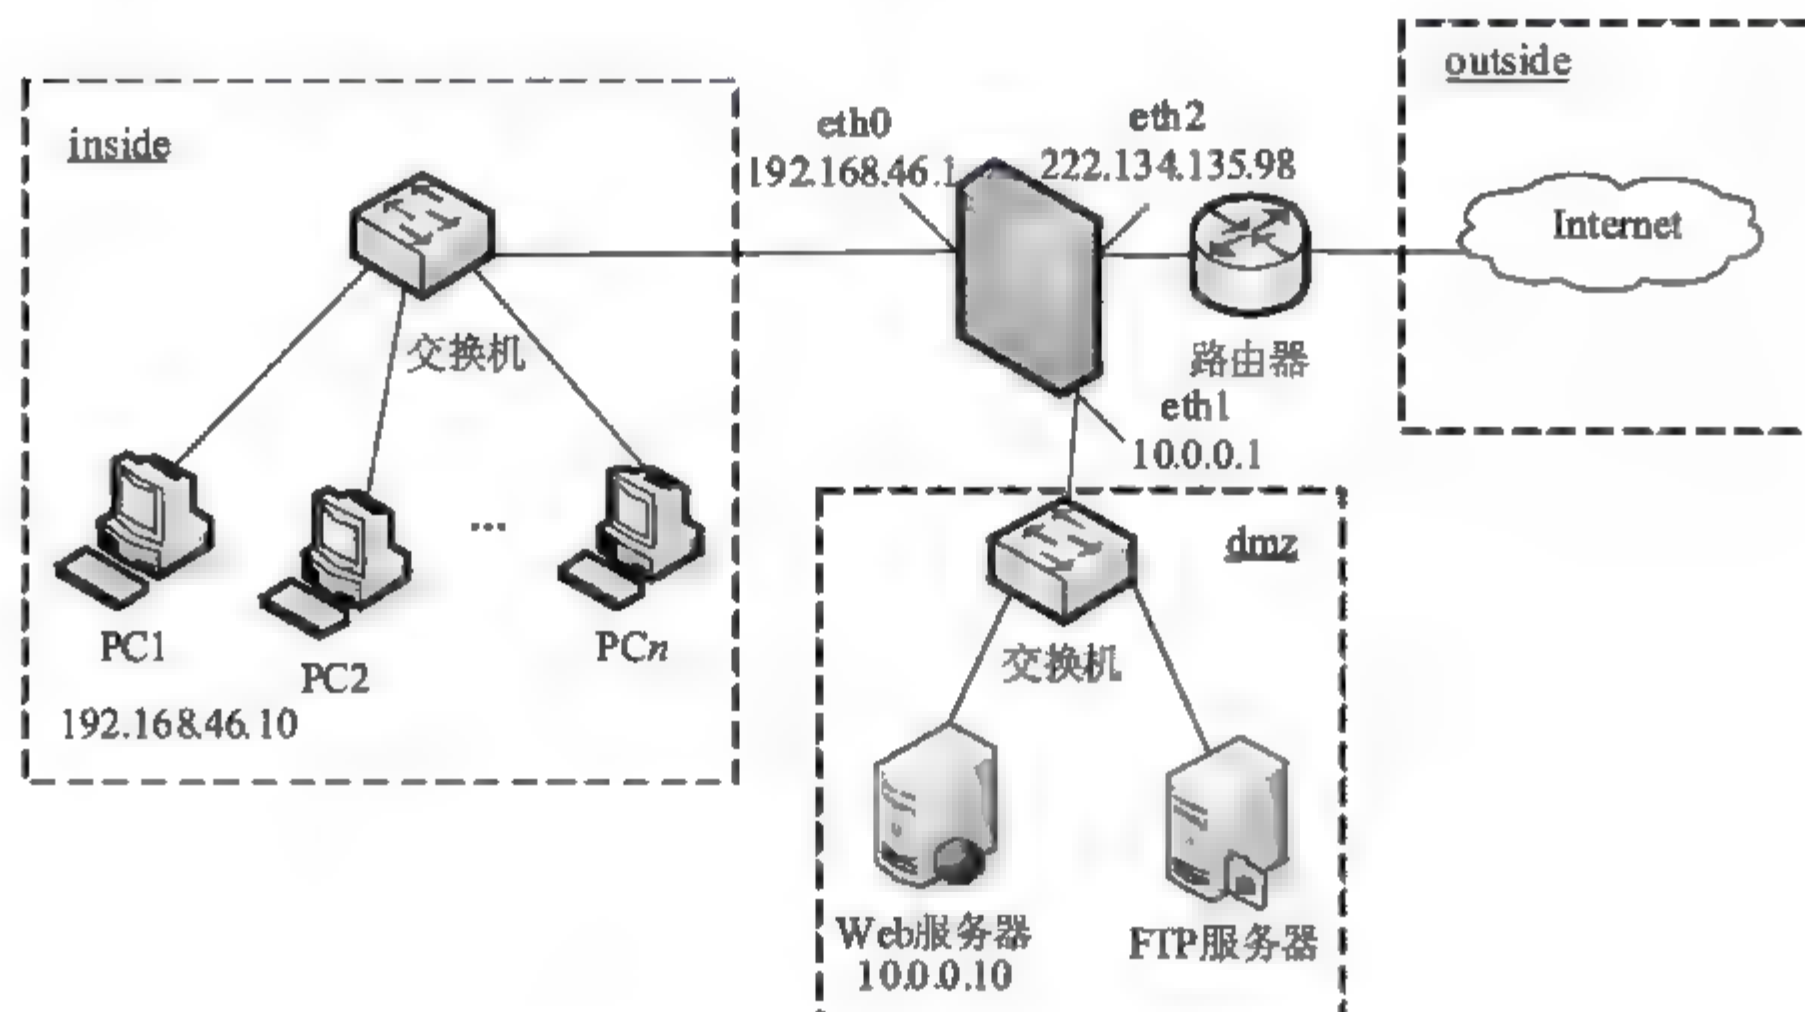 outside
inside
eth0
192.168.46.1
eth2
222.134.135.98
Internet
交换机
路由器
eth1
10.0.0.1
dmz
...
PC1
PC2
PCn
192.168.46.10
交换机
Web服务器
10.0.0.10
FTP服务器